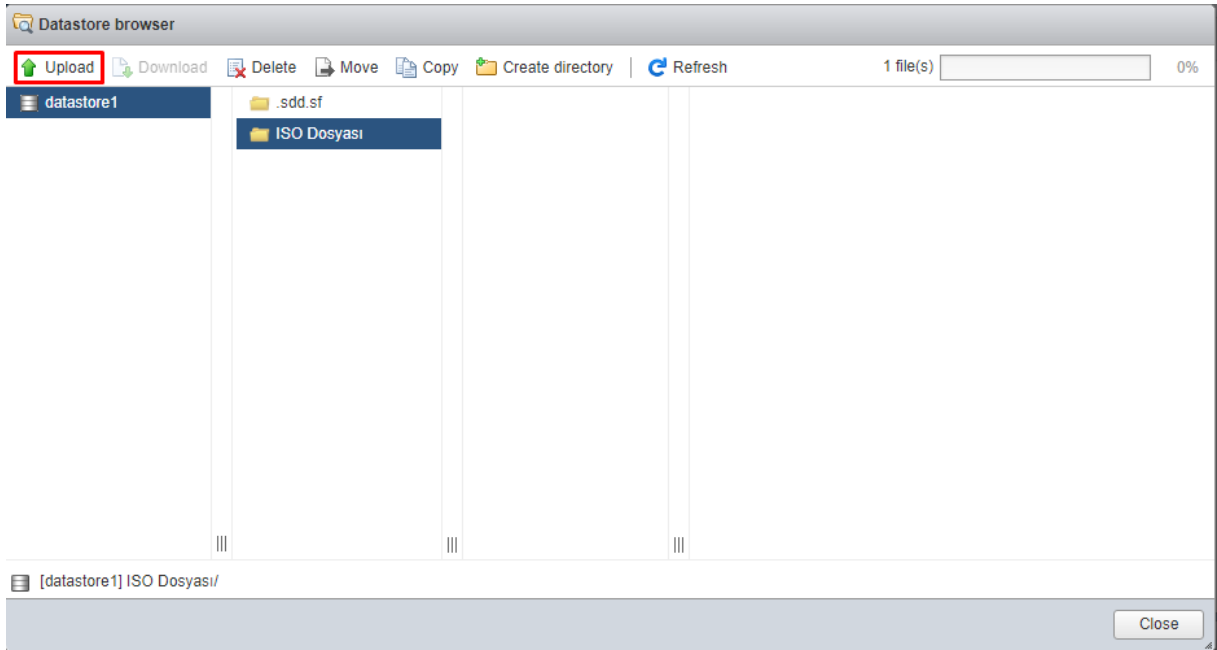 Datastore browser
Upload Download Delete Move Copy Create directory Refresh 1 file(s) 0%
datastore1 .sdd.sf
ISO Dosyası
[datastore1] ISO Dosyası/
Close